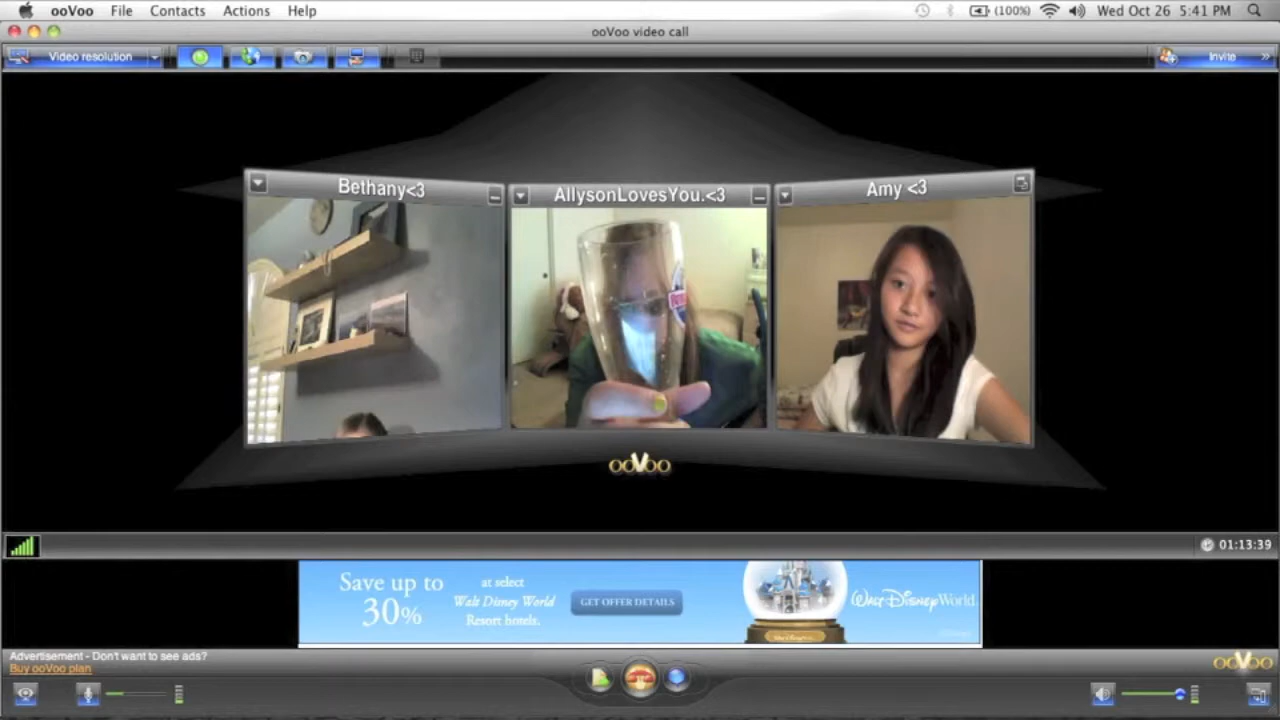 ooVoo File Contacts Actions Help (100%) Wed Oct 26 5:41 PM
ooVoo video call
Video resolution
Invite
Bethany<3
AllysonLovesYou.<3
Amy <3
ooVoo
01:13:39
Save up to
30%
at select
Walt Disney World
Resort hotels.
GET OFFER DETAILS
WALT DISNEY World
Advertisement - Don't want to see ads?
Buy ooVoo plan
ooVoo